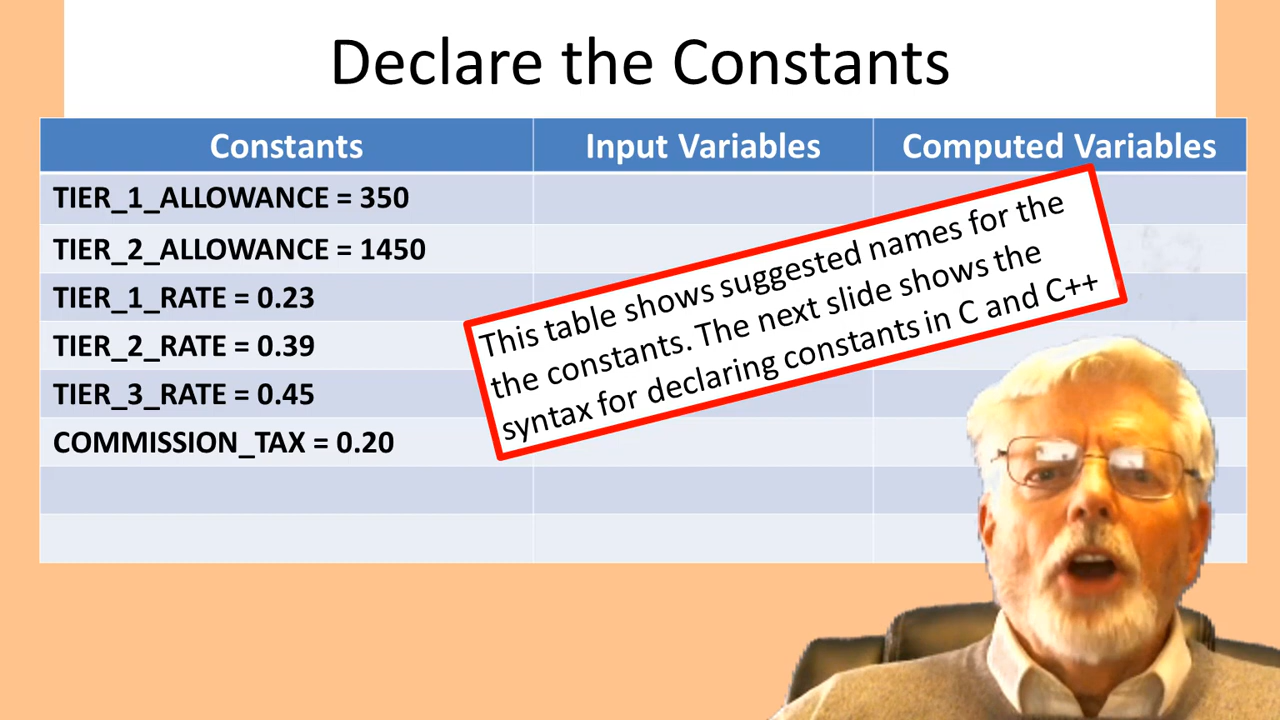 Declare the Constants
Constants
Input Variables
Computed Variables
TIER_1_ALLOWANCE = 350
TIER_2_ALLOWANCE = 1450
TIER_1_RATE = 0.23
TIER_2_RATE = 0.39
TIER_3_RATE = 0.45
COMMISSION_TAX = 0.20
This table shows suggested names for the
the constants. The next slide shows the
syntax for declaring constants in C and C++